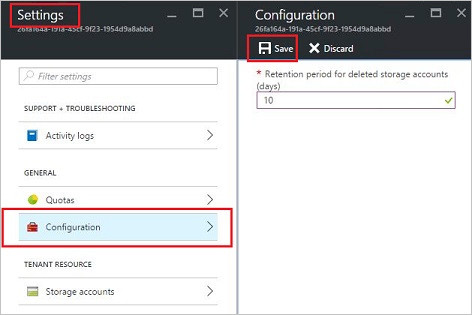 Settings
26fa164a-191a-45cf-9f23-1954d9a8abbd
Filter settings
SUPPORT + TROUBLESHOOTING
Activity logs
GENERAL
Quotas
Configuration
TENANT RESOURCE
Storage accounts
Configuration
26fa164a-191a-45cf-9f23-1954d9a8abbd
Save Discard
* Retention period for deleted storage accounts
(days)
10